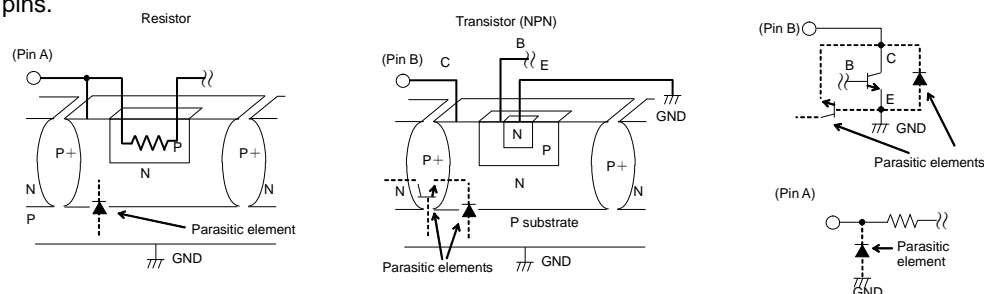 pins.
Resistor
(Pin A)
P+
N
P
P+
N
N
P
Parasitic element
GND
Transistor (NPN)
(Pin B)
C
B
E
GND
P+
N
P
P+
N
N
N
P substrate
Parasitic elements
GND
(Pin B)
C
B
E
GND
Parasitic elements
(Pin A)
Parasitic
element
GND